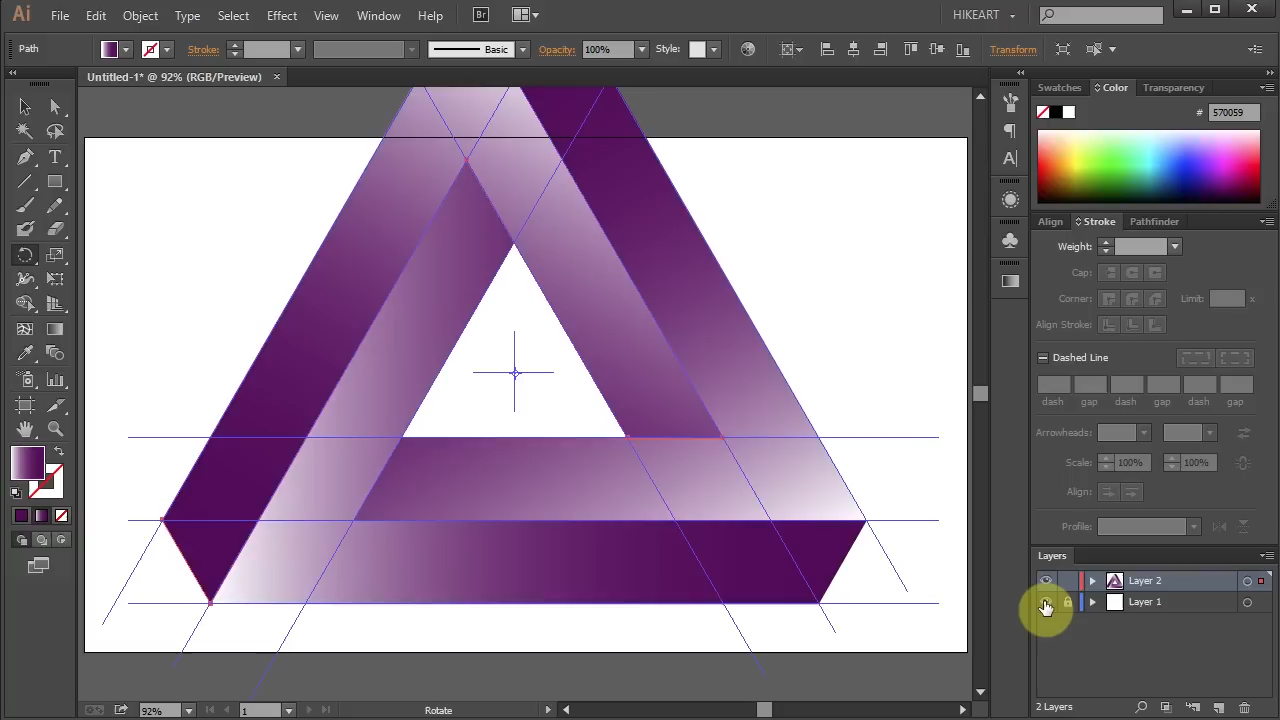 Ai File Edit Object Type Select Effect View Window Help Br HIKEART
Path Stroke: Basic Opacity: 100% Style: Transform
Untitled-1* @ 92% (RGB/Preview) ×
Swatches Color Transparency
# 570059
Align Stroke Pathfinder
Weight:
Cap:
Corner: Limit: x
Align Stroke:
Dashed Line
dash gap dash gap dash gap
Arrowheads:
Scale: 100% 100%
Align:
Profile:
Layers
Layer 2
Layer 1
2 Layers
92% 1 Rotate